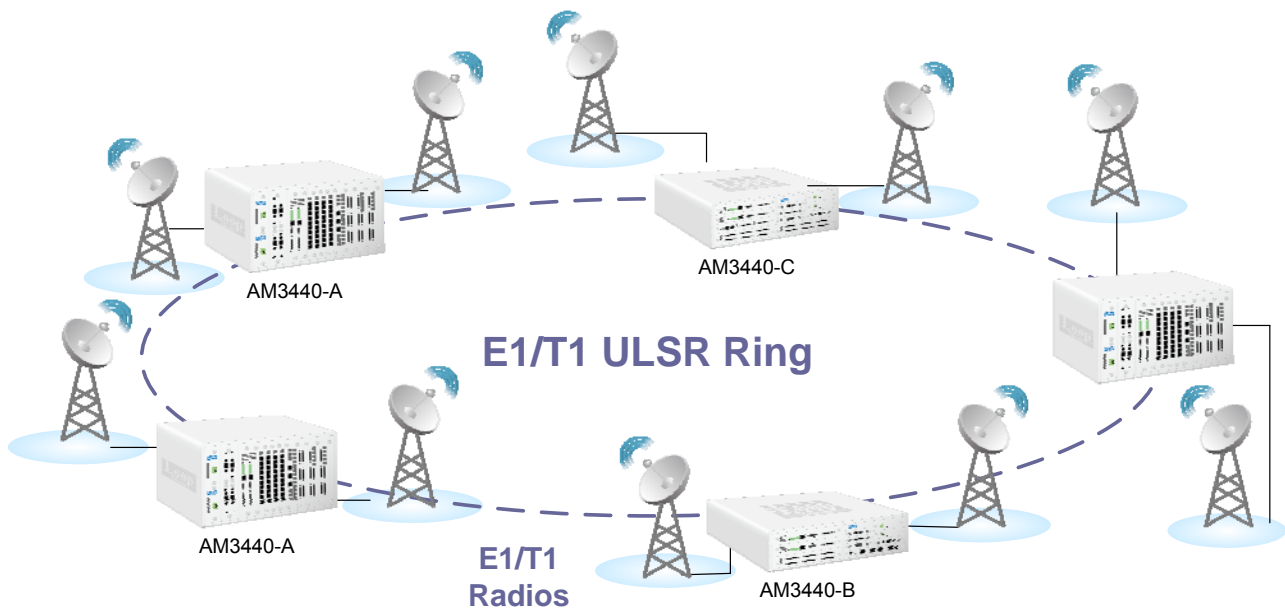 AM3440-C
AM3440-A
E1/T1 ULSR Ring
AM3440-A
E1/T1
Radios
AM3440-B